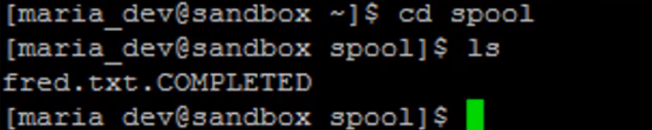 [maria_dev@sandbox ~]$ cd spool
[maria_dev@sandbox spool]$ ls
fred.txt.COMPLETED
[maria_dev@sandbox spool]$